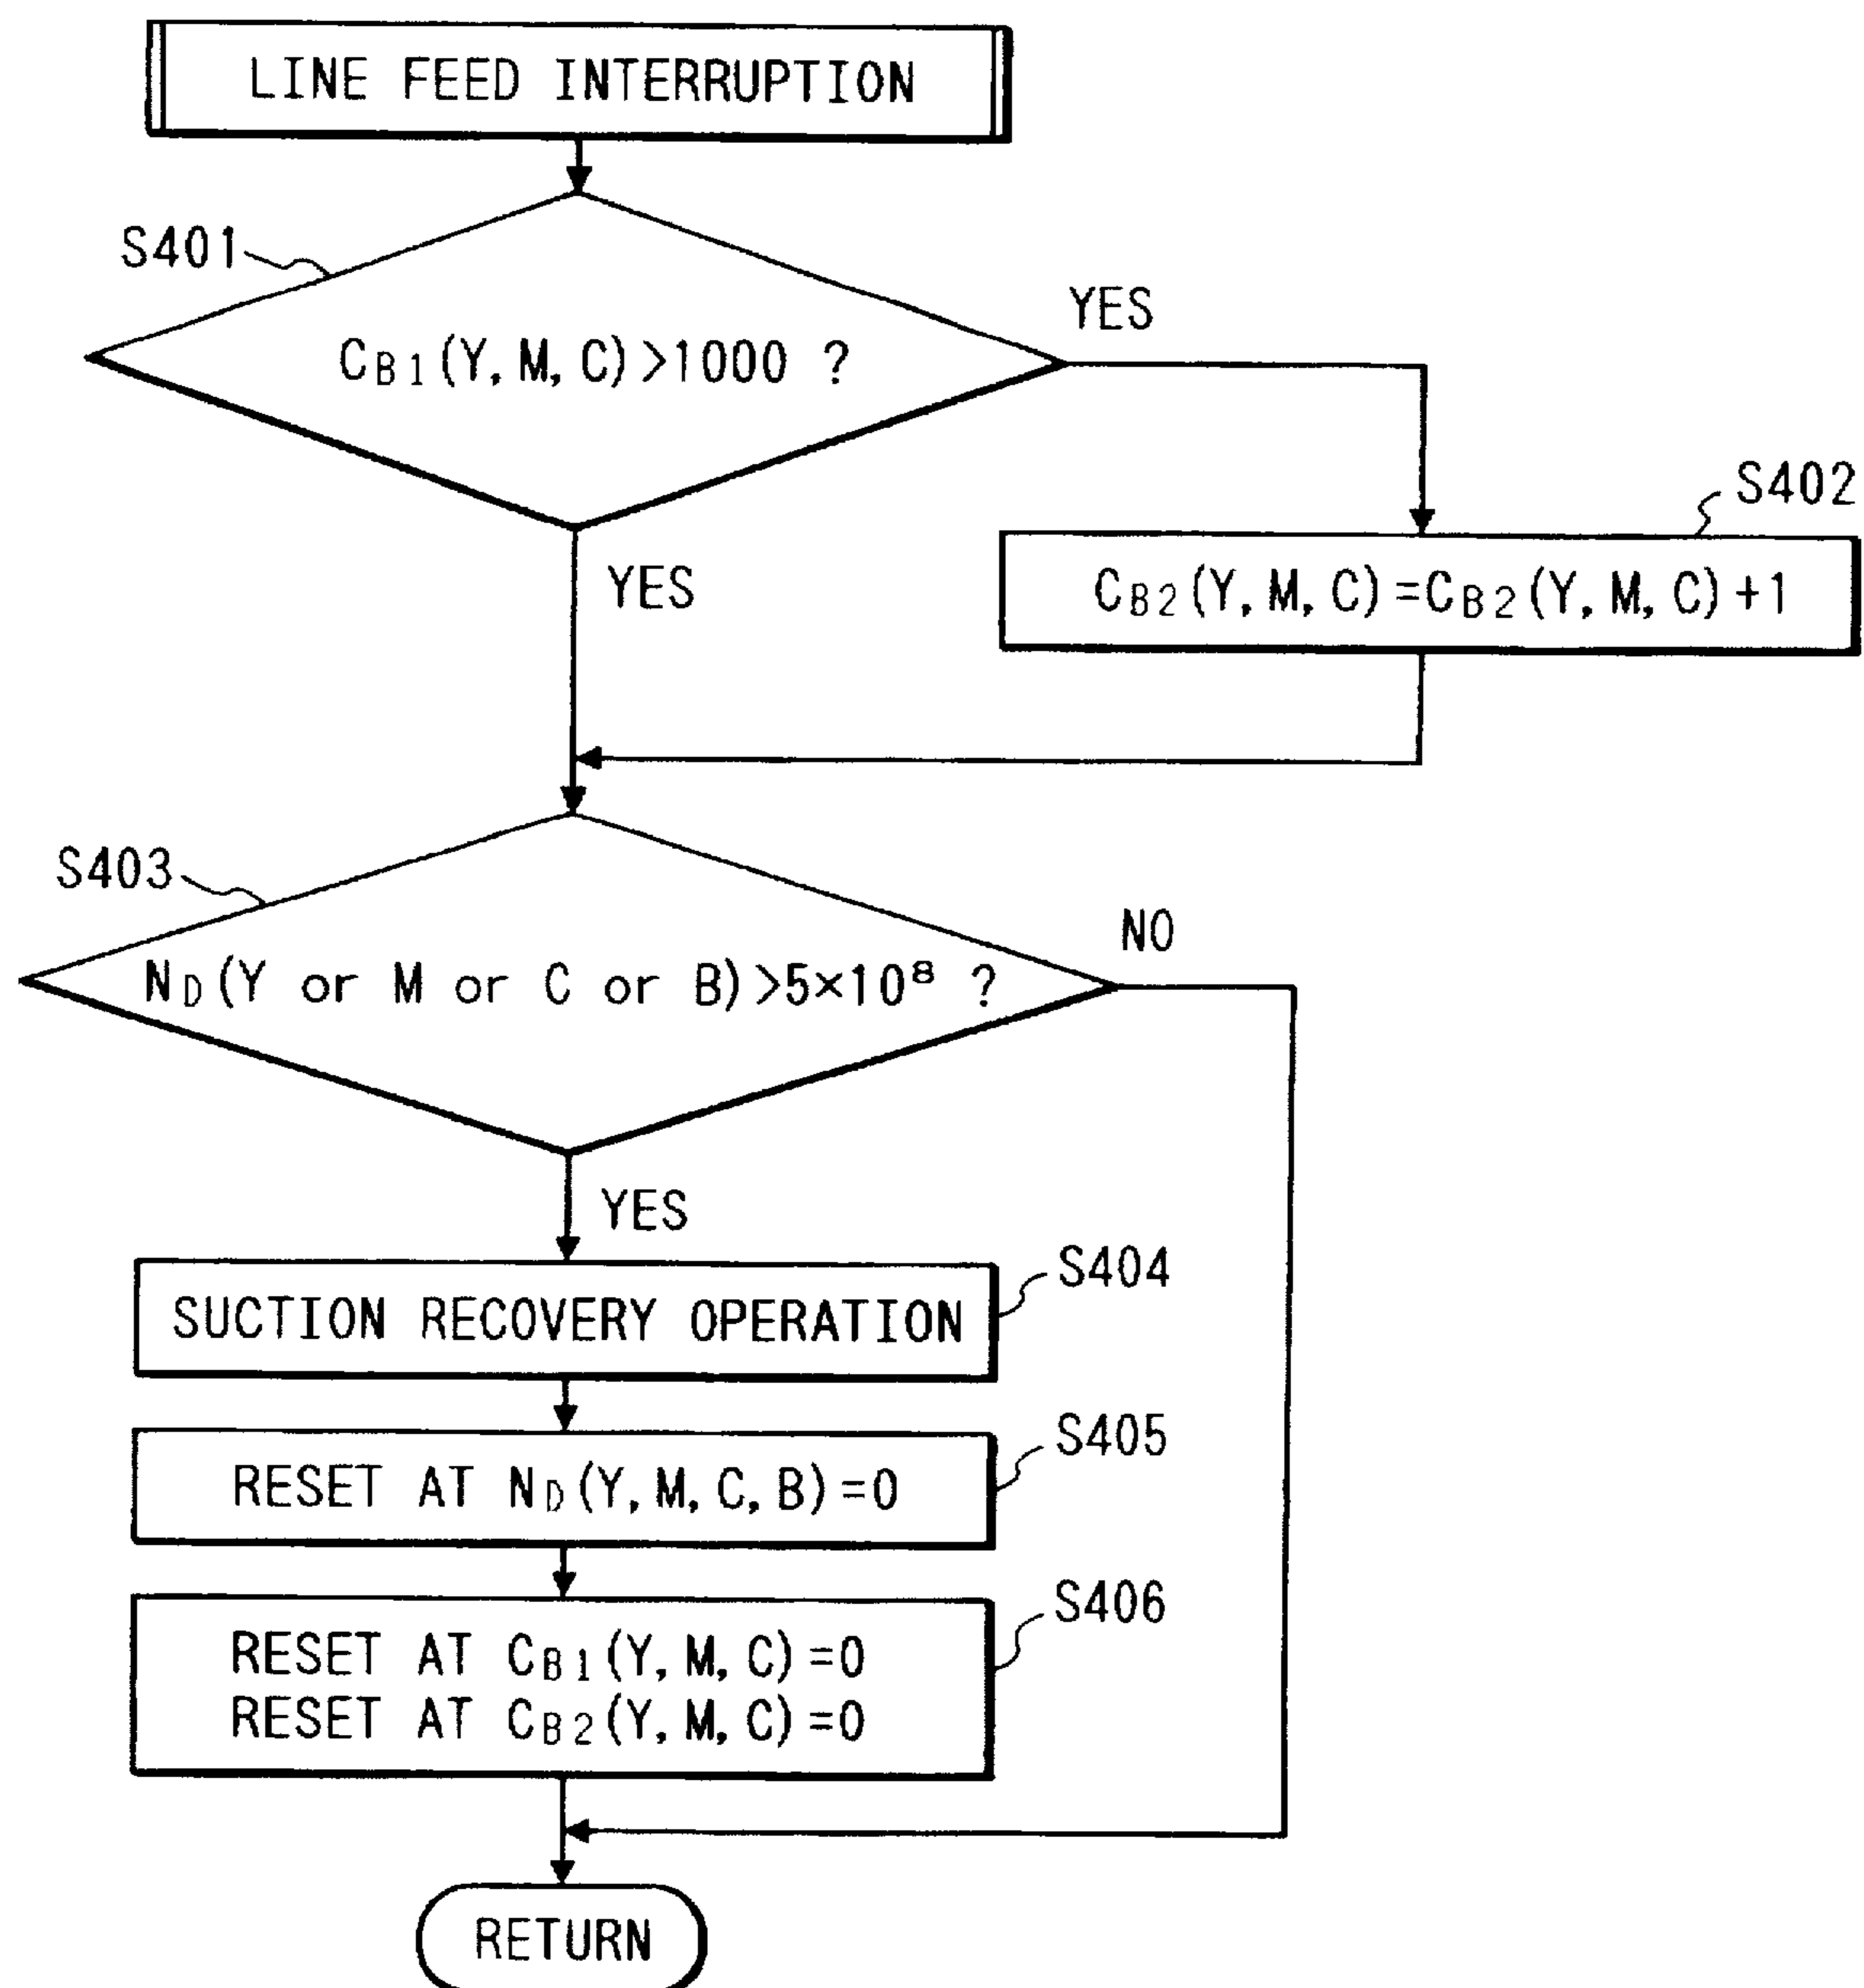 LINE FEED INTERRUPTION
S401
YES
CB1(Y, M, C)>1000 ?
S402
YES
CB2(Y, M, C)=CB2(Y, M, C)+1
S403
NO
ND(Y or M or C or B)>5×10⁸ ?
YES
S404
SUCTION RECOVERY OPERATION
S405
RESET AT ND(Y, M, C, B)=0
S406
RESET AT CB1(Y, M, C)=0
RESET AT CB2(Y, M, C)=0
RETURN